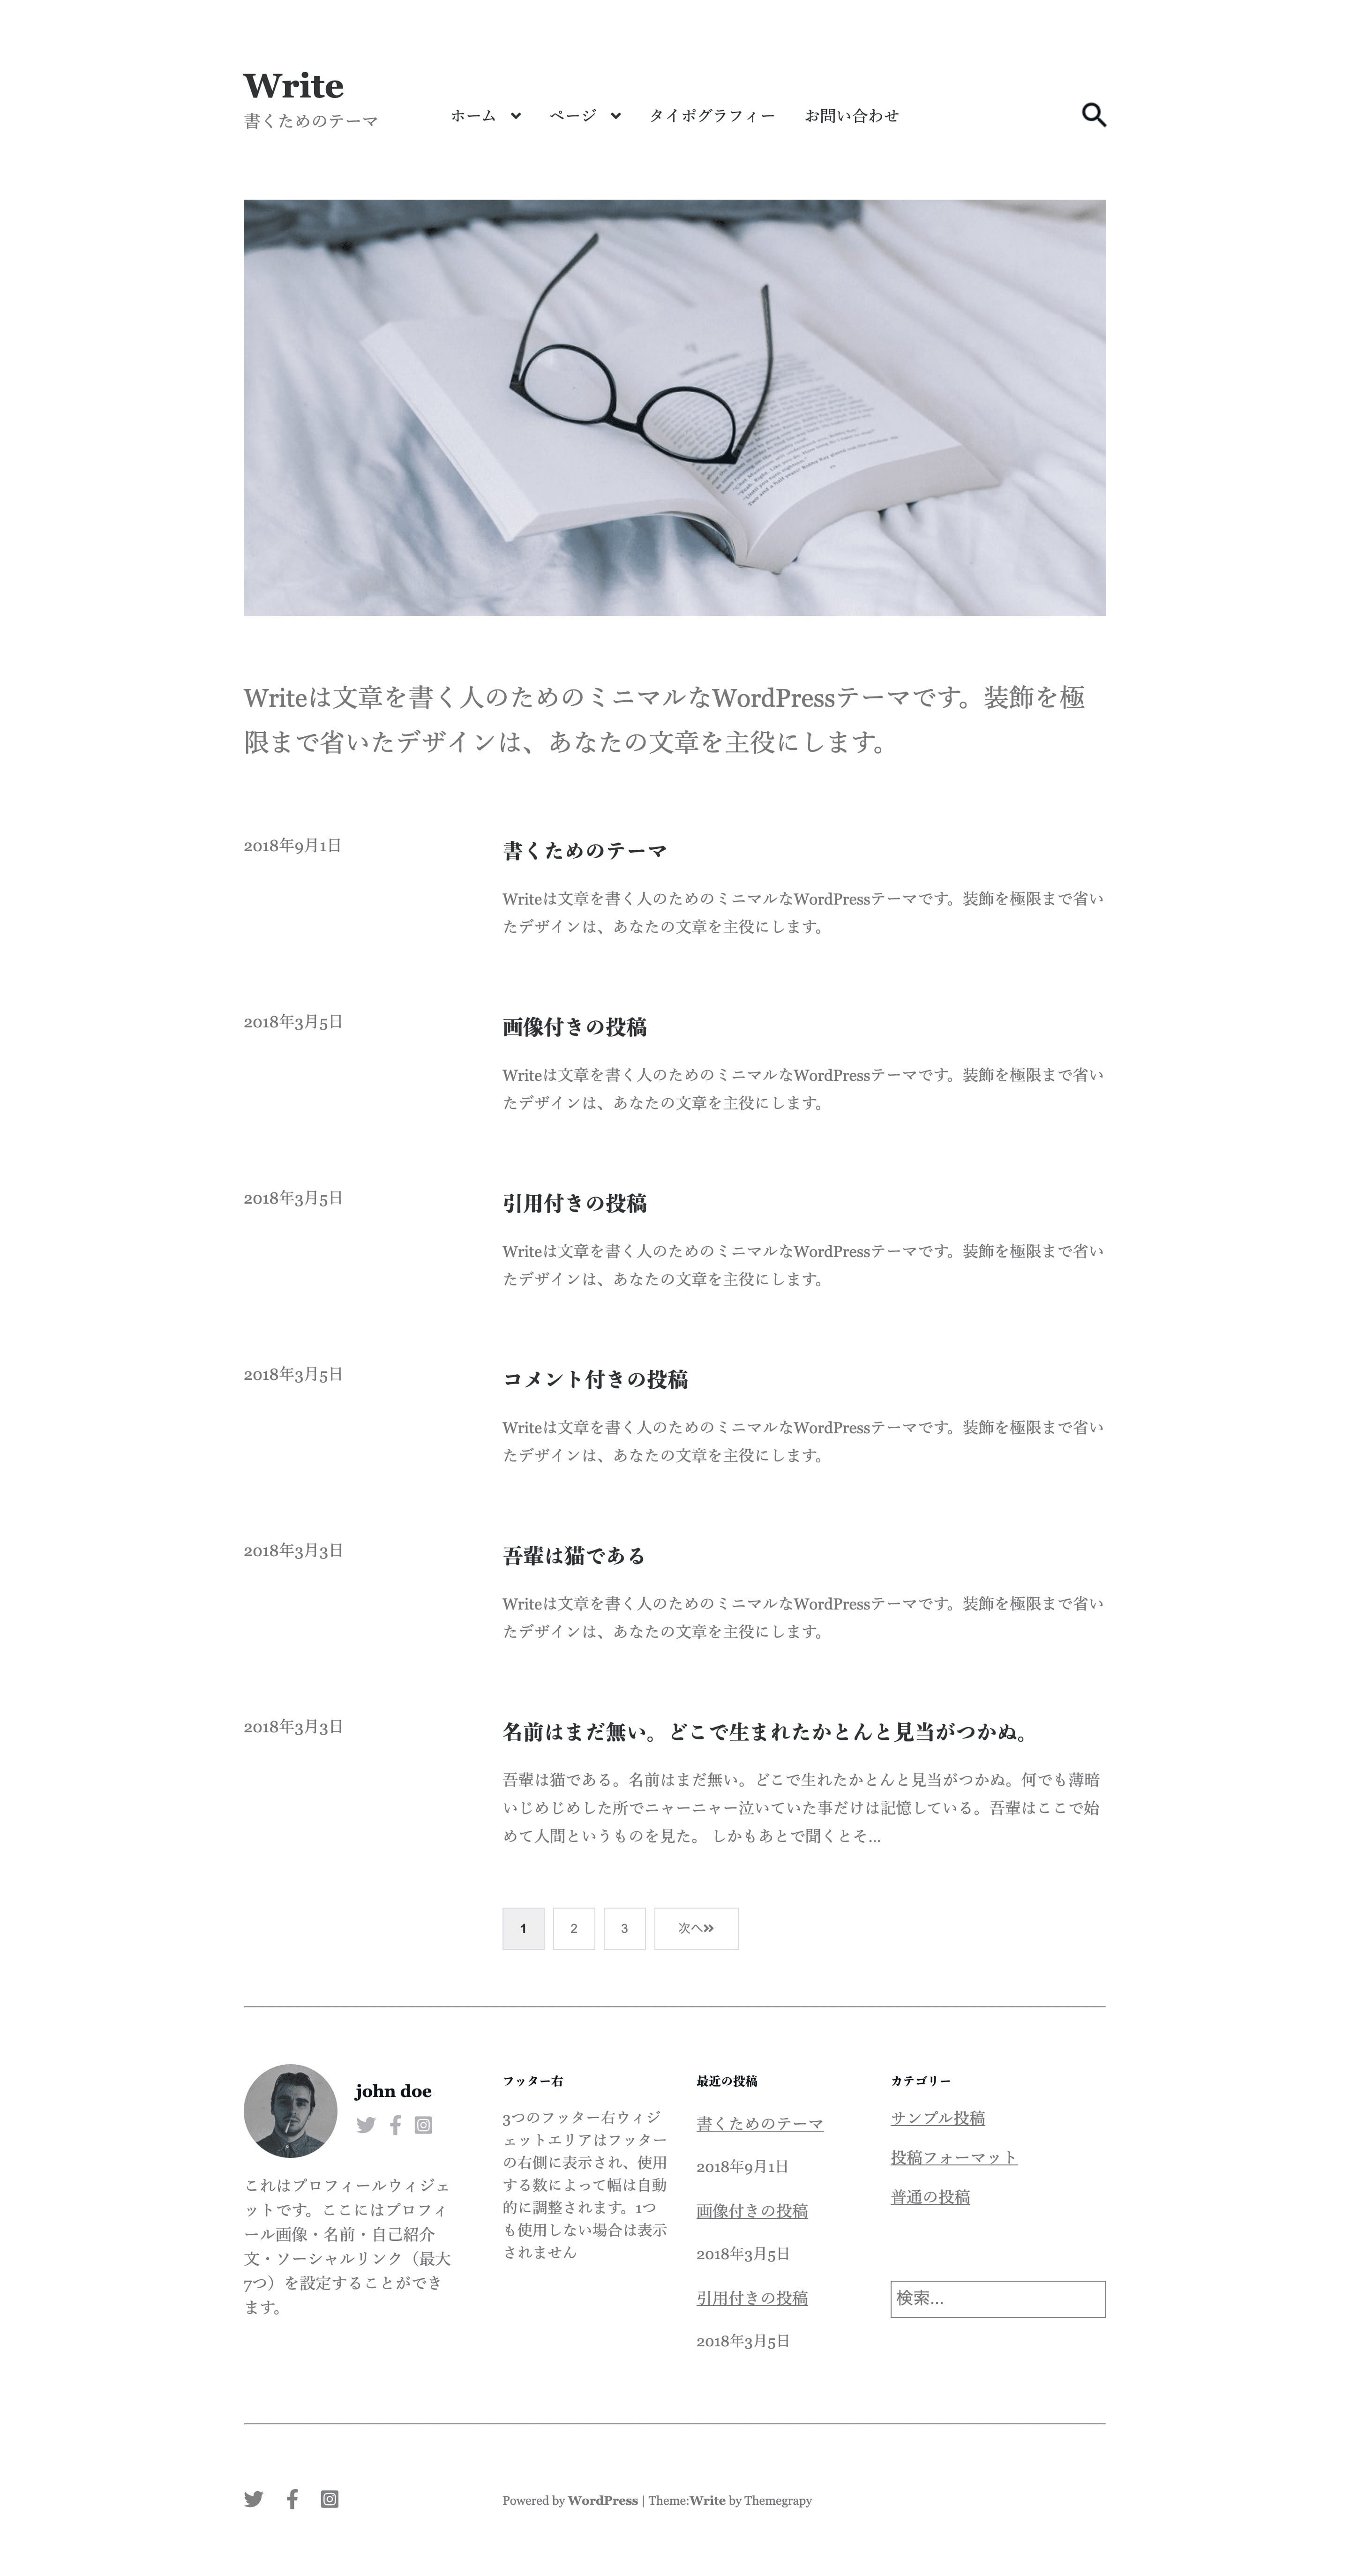 Write
書くためのテーマ
ホーム
ページ
タイポグラフィー
お問い合わせ
Writeは文章を書く人のためのミニマルなWordPressテーマです。装飾を極
限まで省いたデザインは、あなたの文章を主役にします。
2018年9月1日
書くためのテーマ
Writeは文章を書く人のためのミニマルなWordPressテーマです。装飾を極限まで省い
たデザインは、あなたの文章を主役にします。
2018年3月5日
画像付きの投稿
Writeは文章を書く人のためのミニマルなWordPressテーマです。装飾を極限まで省い
たデザインは、あなたの文章を主役にします。
2018年3月5日
引用付きの投稿
Writeは文章を書く人のためのミニマルなWordPressテーマです。装飾を極限まで省い
たデザインは、あなたの文章を主役にします。
2018年3月5日
コメント付きの投稿
Writeは文章を書く人のためのミニマルなWordPressテーマです。装飾を極限まで省い
たデザインは、あなたの文章を主役にします。
2018年3月3日
吾輩は猫である
Writeは文章を書く人のためのミニマルなWordPressテーマです。装飾を極限まで省い
たデザインは、あなたの文章を主役にします。
2018年3月3日
名前はまだ無い。どこで生まれたかとんと見当がつかぬ。
吾輩は猫である。名前はまだ無い。どこで生れたかとんと見当がつかぬ。何でも薄暗
いじめじめした所でニャーニャー泣いていた事だけは記憶している。吾輩はここで始
めて人間というものを見た。 しかもあとで聞くとそ...
1
2
3
次へ»
john doe
これはプロフィールウィジェ
ットです。ここにはプロフィ
ール画像・名前・自己紹介
文・ソーシャルリンク（最大
7つ）を設定することができ
ます。
フッター右
3つのフッター右ウィジ
ェットエリアはフッター
の右側に表示され、使用
する数によって幅は自動
的に調整されます。1つ
も使用しない場合は表示
されません
最近の投稿
書くためのテーマ
2018年9月1日
画像付きの投稿
2018年3月5日
引用付きの投稿
2018年3月5日
カテゴリー
サンプル投稿
投稿フォーマット
普通の投稿
検索...
Powered by WordPress | Theme:Write by Themegrapy